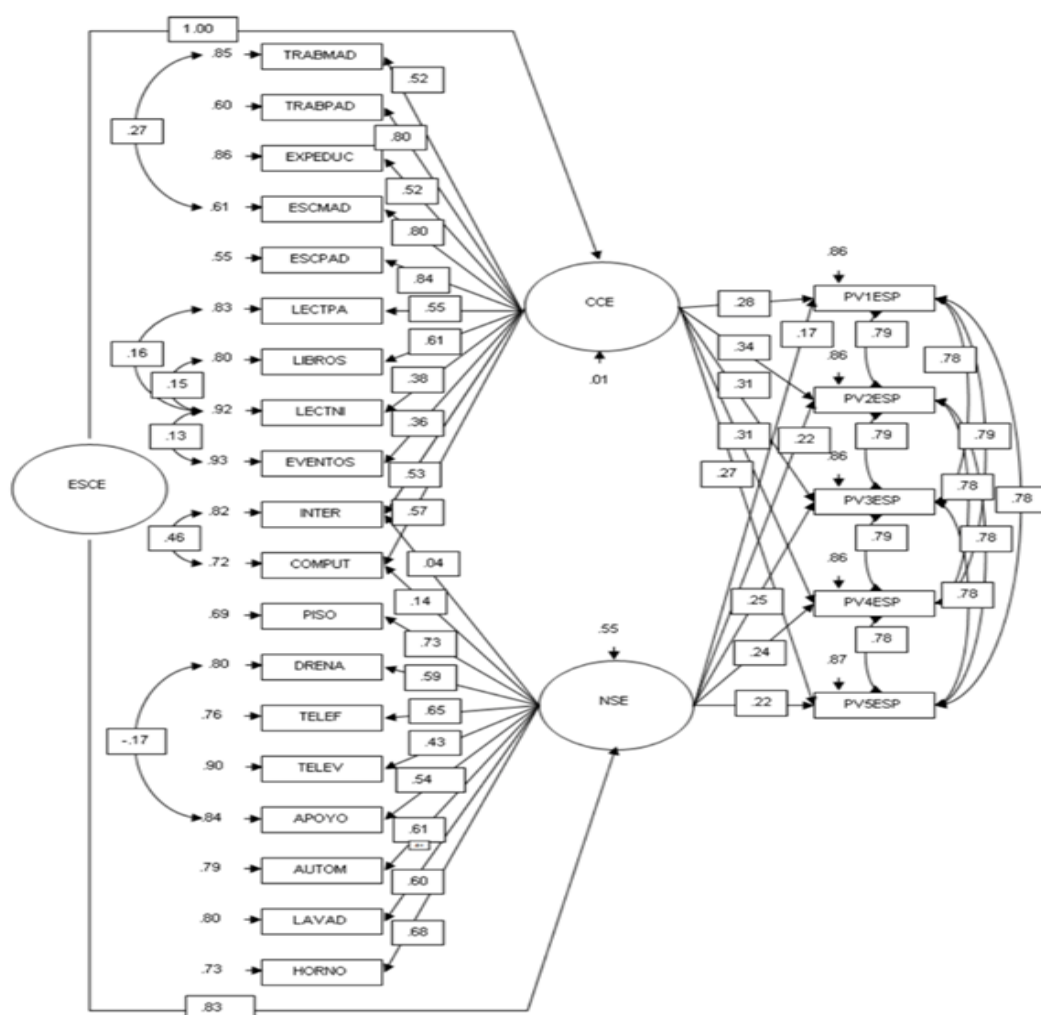 1.00
.85 TRABMAD .52
.60 TRABPAD .80
.27
.86 EXPEDUC .52
.61 ESCMAD .80
.55 ESCPAD .84
.83 LECTPA .55
.16
.80 LIBROS .61
.15
.92 LECTNI .38
.13
.93 EVENTOS .36
ESCE
.82 INTER .53
.46
.72 COMPUT .57
.04
.14
.69 PISO .73
.80 DRENA .59
.76 TELEF .65
-.17
.90 TELEV .43
.84 APOYO .54
.79 AUTOM .61
.80 LAVAD .60
.73 HORNO .68
.83
CCE
.01
.55
NSE
.28
.34
.31
.31
.27
.17
.22
.25
.24
.22
.86
PV1ESP
.79
.86
PV2ESP
.79
.86
PV3ESP
.79
.86
PV4ESP
.78
.87
PV5ESP
.78
.79
.78
.78
.78
.78